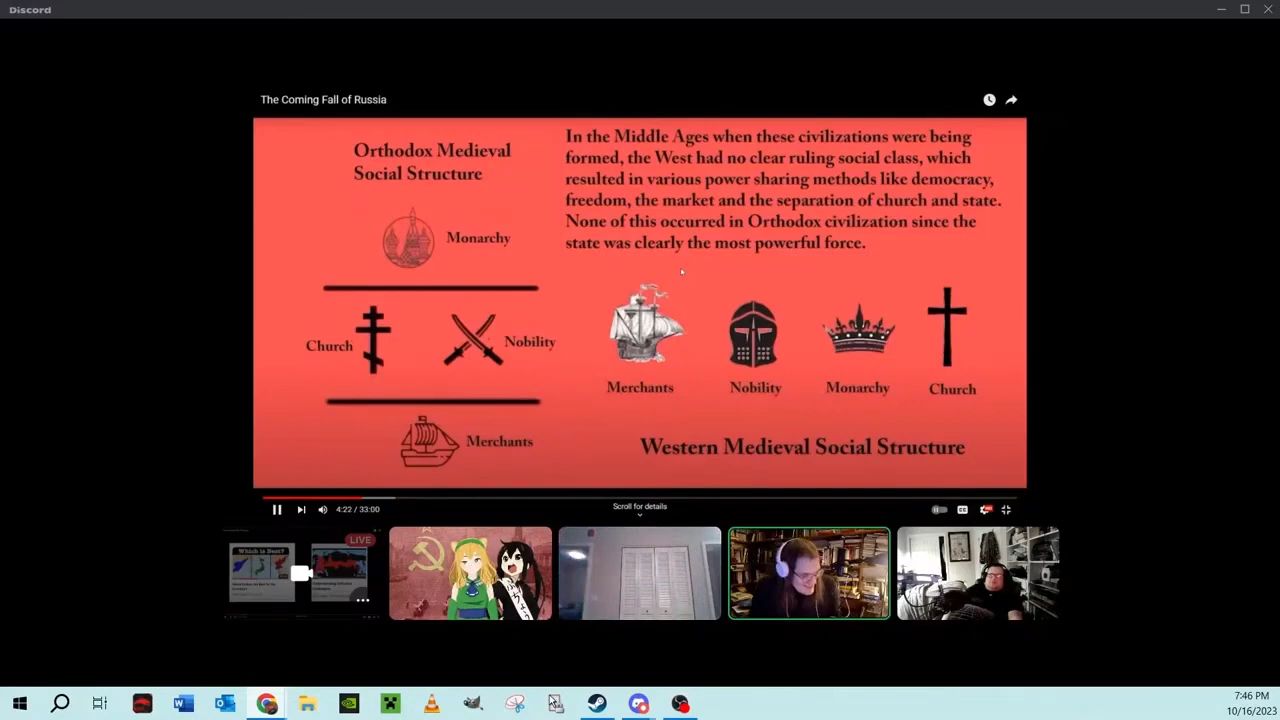 Discord
The Coming Fall of Russia
Orthodox Medieval
Social Structure
Monarchy
Church
Nobility
Merchants
In the Middle Ages when these civilizations were being
formed, the West had no clear ruling social class, which
resulted in various power sharing methods like democracy,
freedom, the market and the separation of church and state.
None of this occurred in Orthodox civilization since the
state was clearly the most powerful force.
Merchants
Nobility
Monarchy
Church
Western Medieval Social Structure
4:22 / 33:00
Scroll for details
CC
LIVE
Which is Best?
7:46 PM
10/16/2023